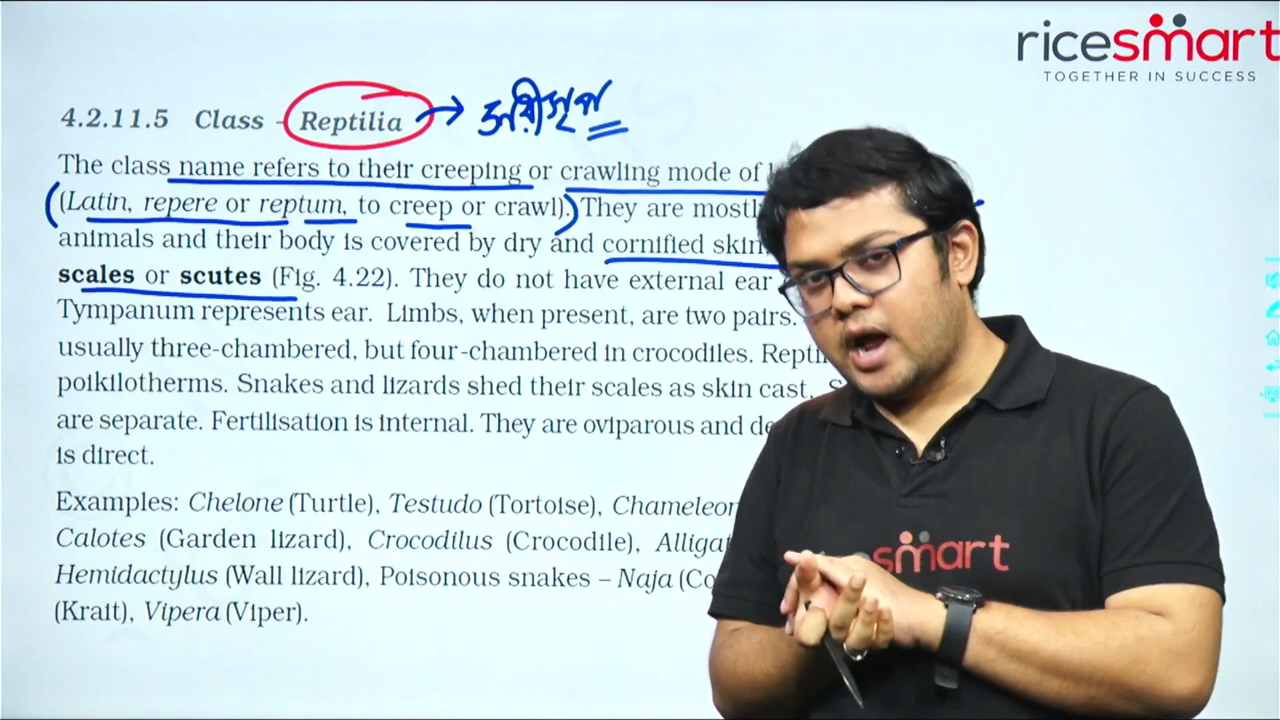 ricesmart
TOGETHER IN SUCCESS
4.2.11.5 Class - Reptilia → সরীসৃপ
The class name refers to their creeping or crawling mode of
(Latin, repere or reptum, to creep or crawl). They are mostl
animals and their body is covered by dry and cornified skin
scales or scutes (Fig. 4.22). They do not have external ear
Tympanum represents ear. Limbs, when present, are two pairs.
usually three-chambered, but four-chambered in crocodiles. Repti
poikilotherms. Snakes and lizards shed their scales as skin cast. S
are separate. Fertilisation is internal. They are oviparous and de
is direct.
Examples: Chelone (Turtle), Testudo (Tortoise), Chameleon
Calotes (Garden lizard), Crocodilus (Crocodile), Alligat
Hemidactylus (Wall lizard), Poisonous snakes – Naja (Co
(Krait), Vipera (Viper).
smart